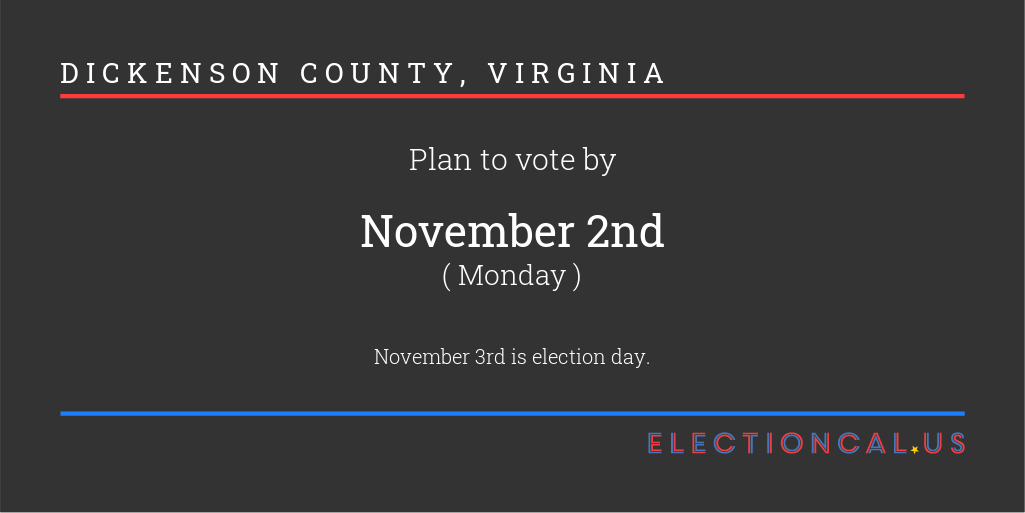 DICKENSON COUNTY, VIRGINIA
Plan to vote by
November 2nd
( Monday )
November 3rd is election day.
ELECTIONCAL.US